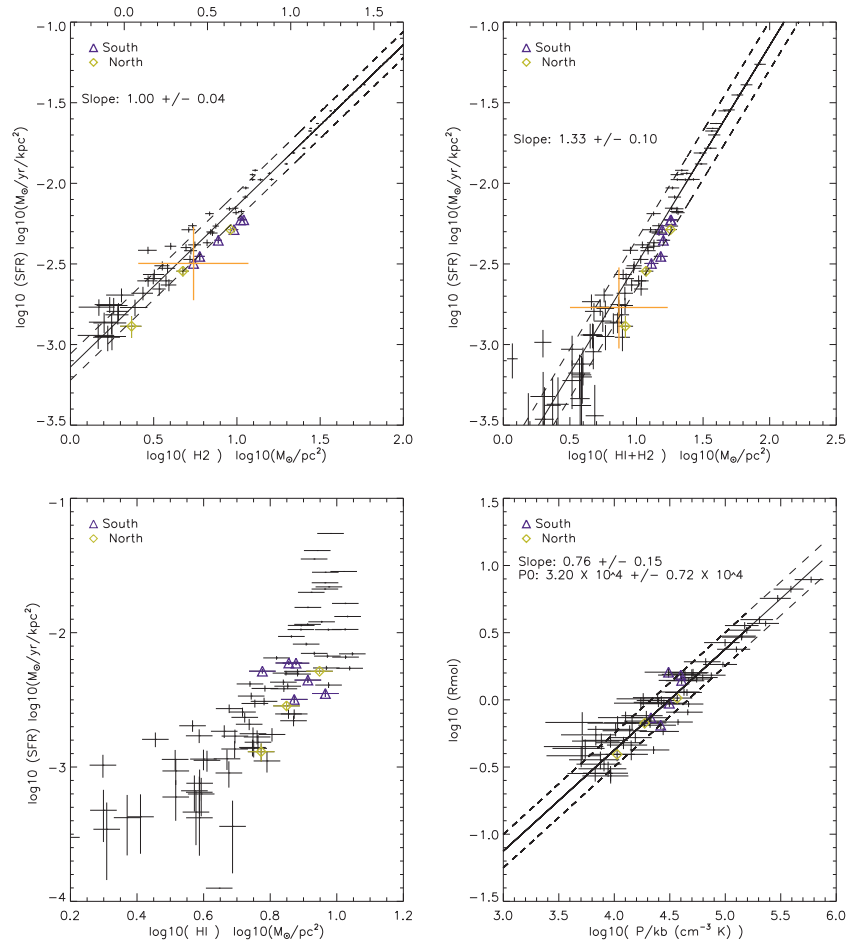 0.0 0.5 1.0 1.5
South
North
Slope: 1.00 +/- 0.04
-1.0
-1.5
-2.0
-2.5
-3.0
-3.5
log10 (SFR) log10(M⊙/yr/kpc²)
0.0 0.5 1.0 1.5 2.0
log10( H2 ) log10(M⊙/pc²)
South
North
Slope: 1.33 +/- 0.10
-1.0
-1.5
-2.0
-2.5
-3.0
-3.5
log10 (SFR) log10(M⊙/yr/kpc²)
0.0 0.5 1.0 1.5 2.0 2.5
log10( HI+H2 ) log10(M⊙/pc²)
South
North
-1
-2
-3
-4
log10 (SFR) log10(M⊙/yr/kpc²)
0.2 0.4 0.6 0.8 1.0 1.2
log10( HI ) log10(M⊙/pc²)
South
North
Slope: 0.76 +/- 0.15
P0: 3.20 X 10^4 +/- 0.72 X 10^4
1.5
1.0
0.5
0.0
-0.5
-1.0
-1.5
log10 (Rmol)
3.0 3.5 4.0 4.5 5.0 5.5 6.0
log10( P/kb (cm⁻³ K) )